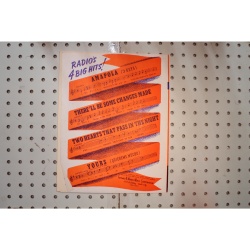 RADIOS
4 BIG HITS!
AMAPOLA
THERE'LL BE SOME CHANGES MADE
TWO HEARTS THAT PASS IN THE NIGHT
YOURS